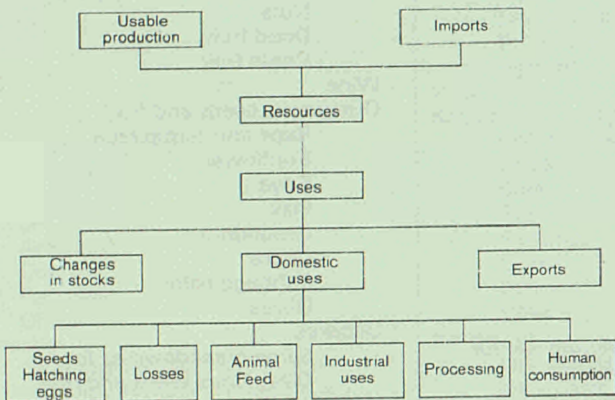 Usable
production
Imports
Resources
Uses
Changes
in stocks
Domestic
uses
Exports
Seeds
Hatching
eggs
Losses
Animal
Feed
Industrial
uses
Processing
Human
consumption